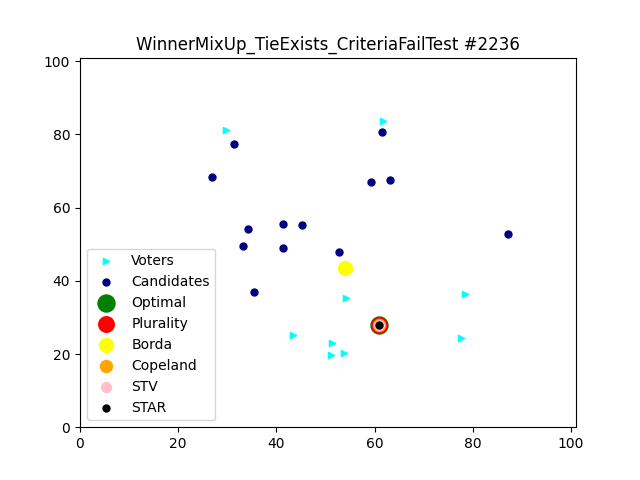 WinnerMixUp_TieExists_CriteriaFailTest #2236
100
80
60
40
20
0
Voters
Candidates
Optimal
Plurality
Borda
Copeland
STV
STAR
0 20 40 60 80 100